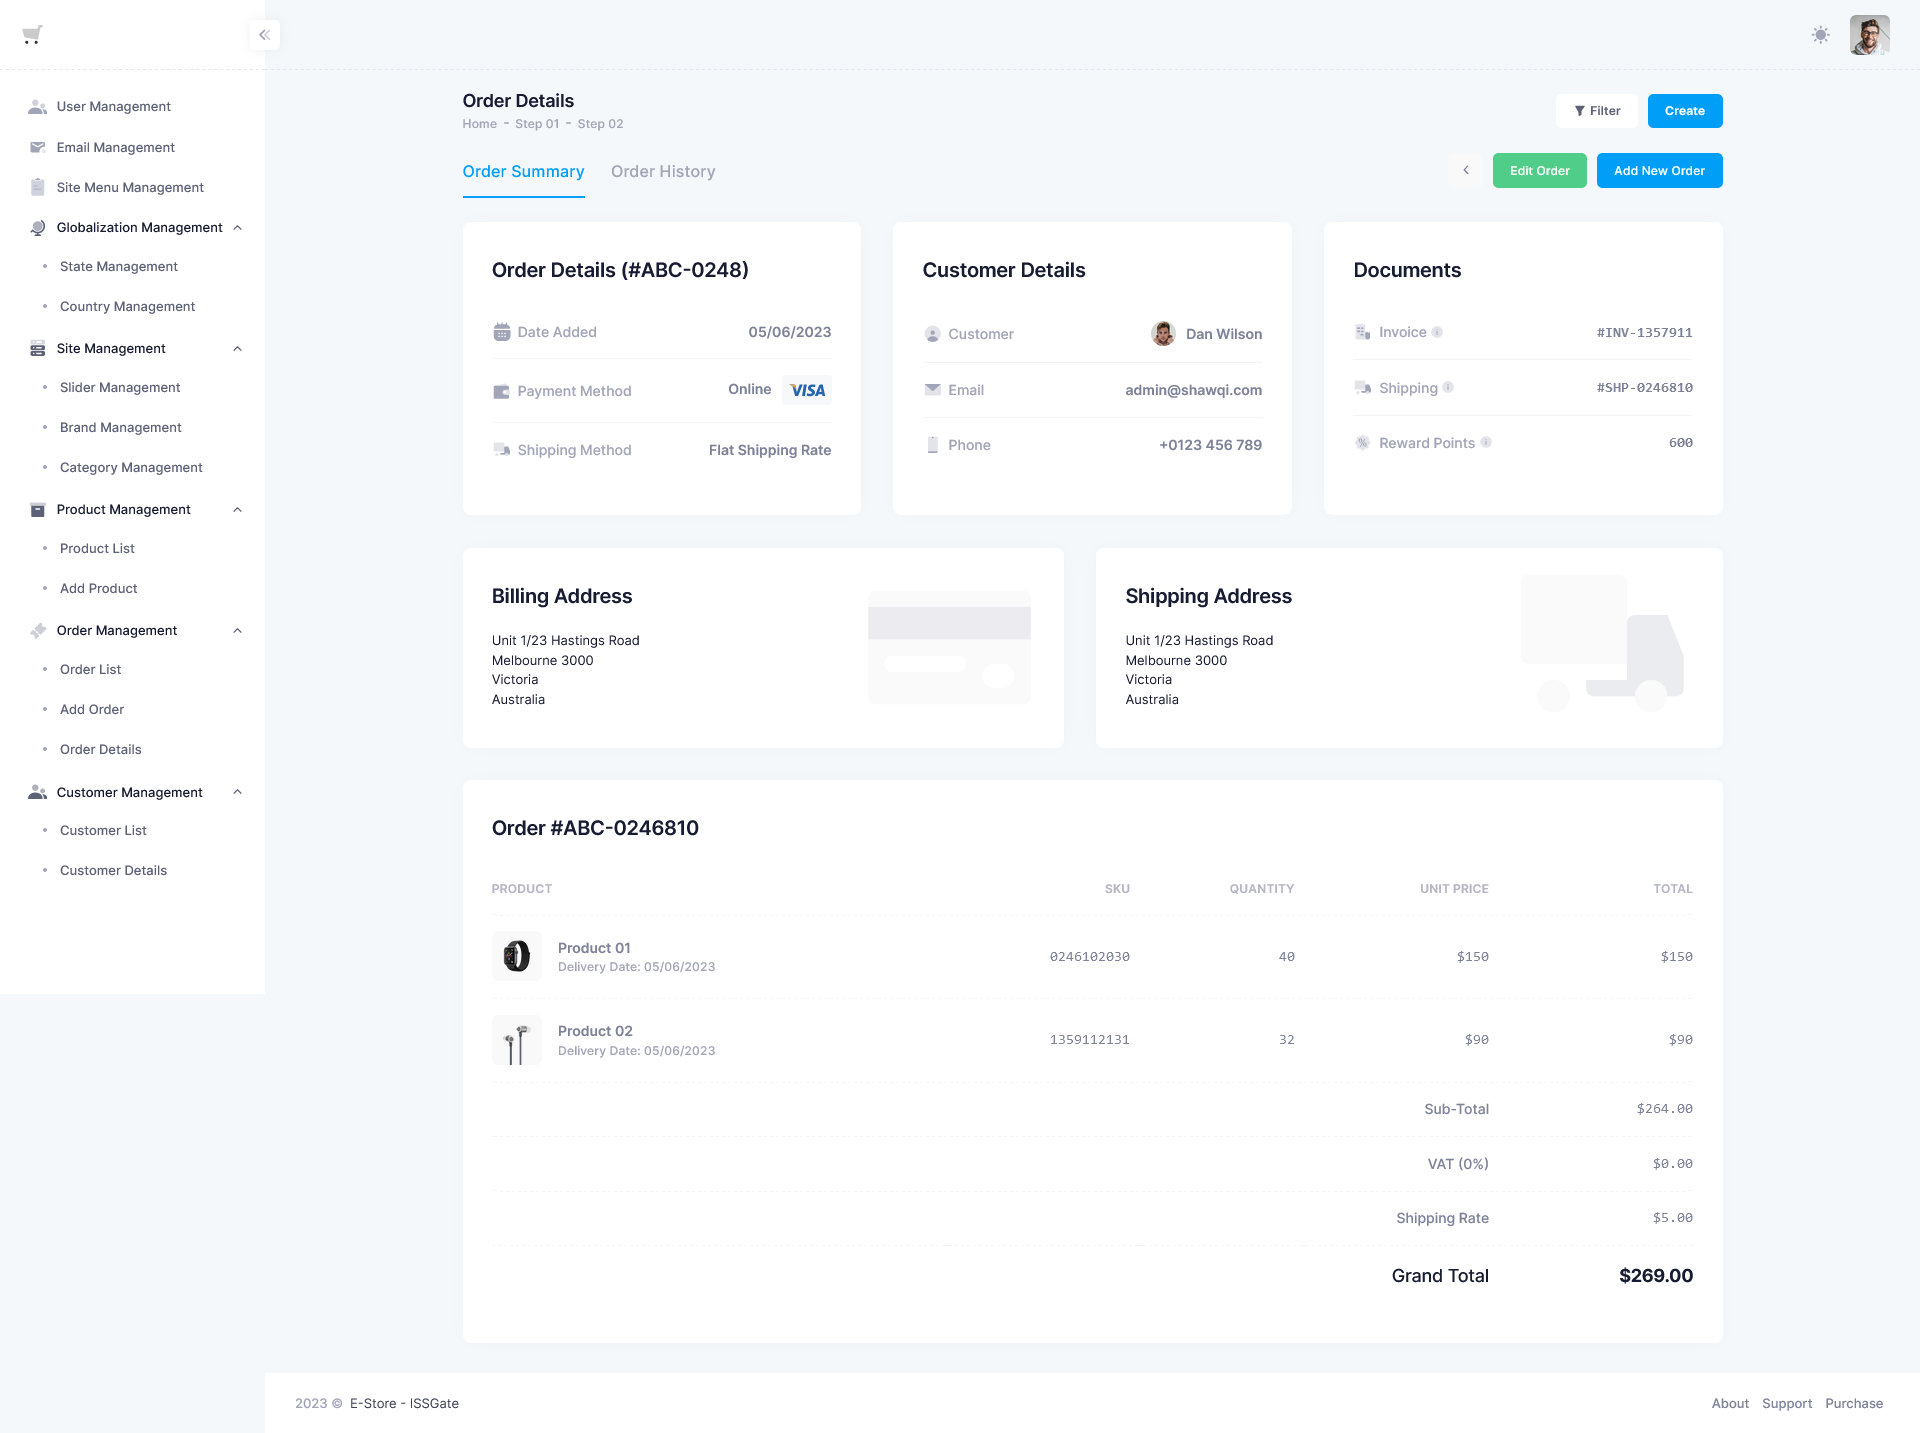 User Management
Email Management
Site Menu Management
Globalization Management
State Management
Country Management
Site Management
Slider Management
Brand Management
Category Management
Product Management
Product List
Add Product
Order Management
Order List
Add Order
Order Details
Customer Management
Customer List
Customer Details
Order Details
Home - Step 01 - Step 02
Filter
Create
Order Summary
Order History
Edit Order
Add New Order
Order Details (#ABC-0248)
Date Added 05/06/2023
Payment Method Online VISA
Shipping Method Flat Shipping Rate
Customer Details
Customer Dan Wilson
Email admin@shawqi.com
Phone +0123 456 789
Documents
Invoice #INV-1357911
Shipping #SHP-0246810
Reward Points 600
Billing Address
Unit 1/23 Hastings Road
Melbourne 3000
Victoria
Australia
Shipping Address
Unit 1/23 Hastings Road
Melbourne 3000
Victoria
Australia
Order #ABC-0246810
PRODUCT SKU QUANTITY UNIT PRICE TOTAL
Product 01 0246102030 40 $150 $150
Delivery Date: 05/06/2023
Product 02 1359112131 32 $90 $90
Delivery Date: 05/06/2023
Sub-Total $264.00
VAT (0%) $0.00
Shipping Rate $5.00
Grand Total $269.00
2023 © E-Store - ISSGate
About Support Purchase